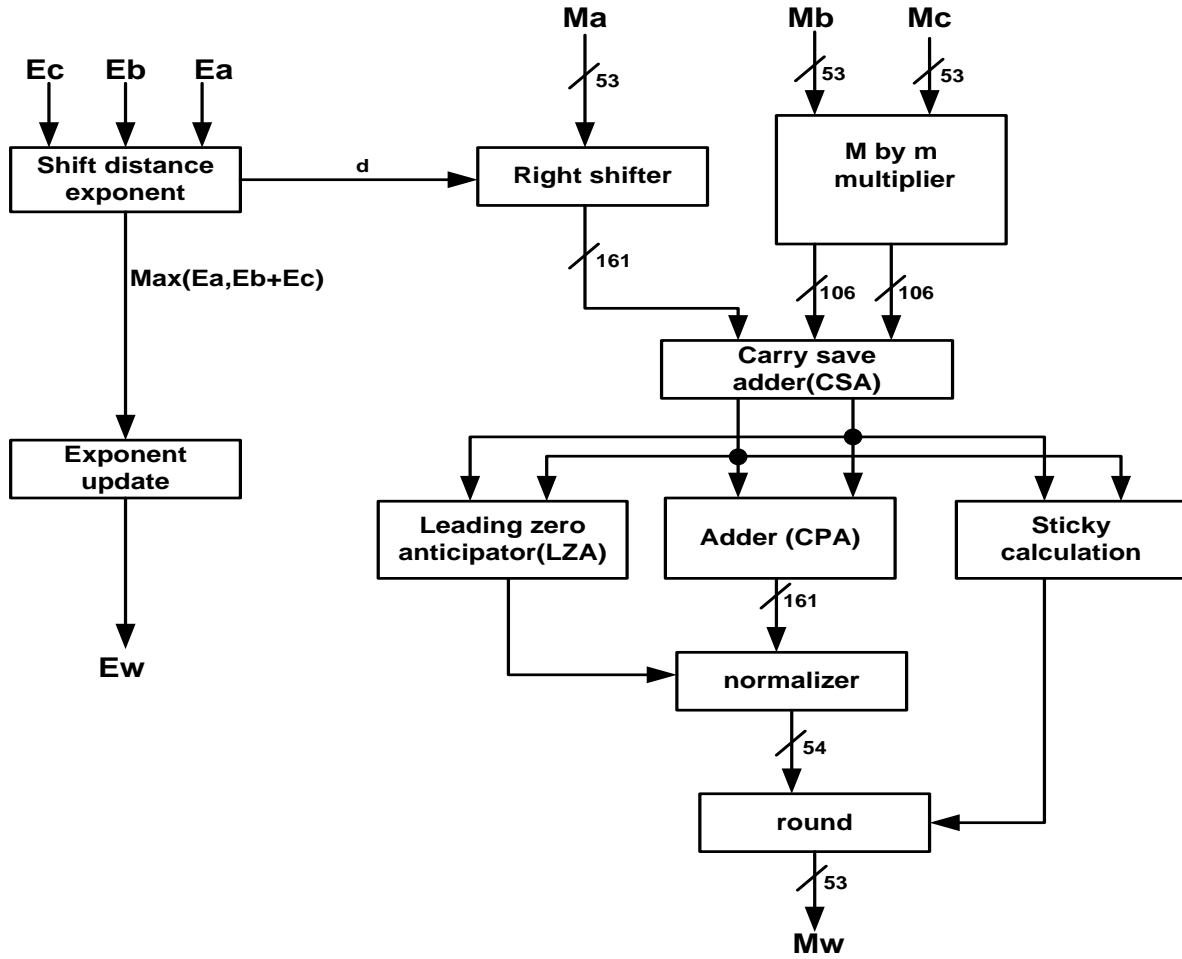 Ma
Mb
Mc
53
53
53
Ec
Eb
Ea
Shift distance
exponent
d
Right shifter
M by m
multiplier
161
106
106
Max(Ea,Eb+Ec)
Carry save
adder(CSA)
Exponent
update
Leading zero
anticipator(LZA)
Adder (CPA)
Sticky
calculation
161
Ew
normalizer
54
round
53
Mw